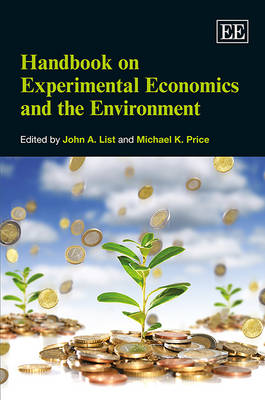 EE
Handbook on
Experimental Economics
and the Environment
Edited by John A. List and Michael K. Price